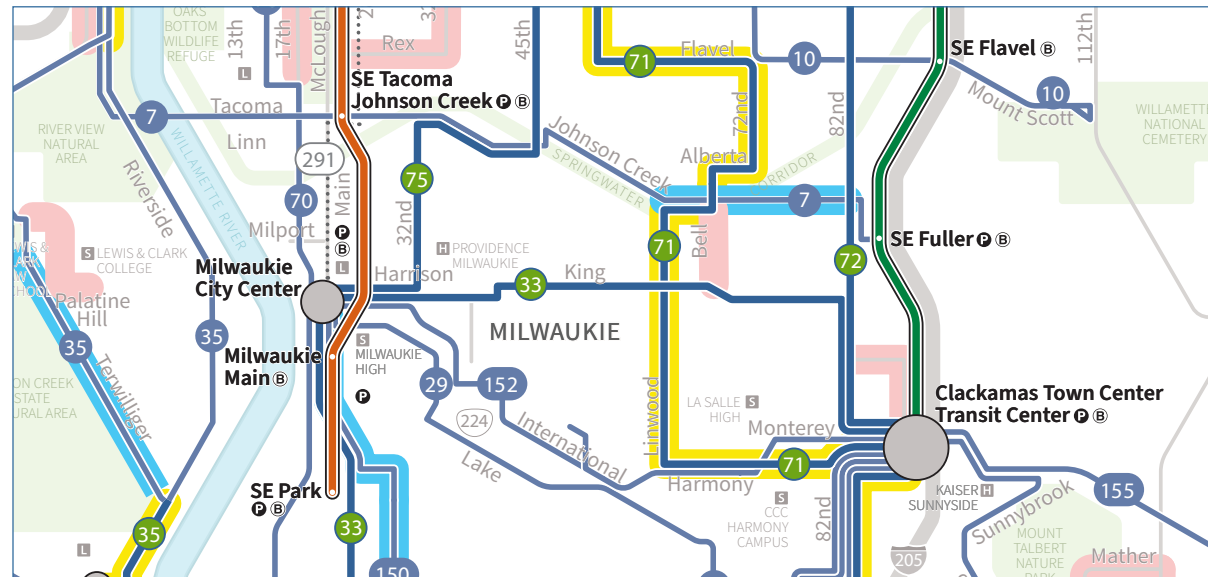 OAKS
BOTTOM
WILDLIFE
REFUGE
13th
17th
McLough
Rex
45th
Flavel
71
10
SE Flavel B
112th
SE Tacoma
Johnson Creek P B
L
Tacoma
7
Linn
RIVER VIEW
NATURAL
AREA
WILLAMETTE RIVER
Riverside
291
Main
70
Milport
P
B
L
75
32nd
Johnson Creek
SPRINGWATER
CORRIDOR
72nd
Alberta
82nd
7
Mount Scott
10
WILLAMETTE
NATIONAL
CEMETERY
71
Bell
72
SE Fuller P B
S LEWIS & CLARK
COLLEGE
Palatine
Hill
35
35
Terwilliger
Milwaukie
City Center
Harrison
H PROVIDENCE
MILWAUKIE
33
King
MILWAUKIE
Milwaukie
Main B
S
MILWAUKIE
HIGH
P
29
152
224
International
Lake
Linwood
LA SALLE S
HIGH
Monterey
71
Harmony
S
CCC
HARMONY
CAMPUS
82nd
Clackamas Town Center
Transit Center P B
KAISER H
SUNNYSIDE
155
Sunnybrook
205
MOUNT
TALBERT
NATURE
PARK
Mather
SE Park
P B
33
150
35
L